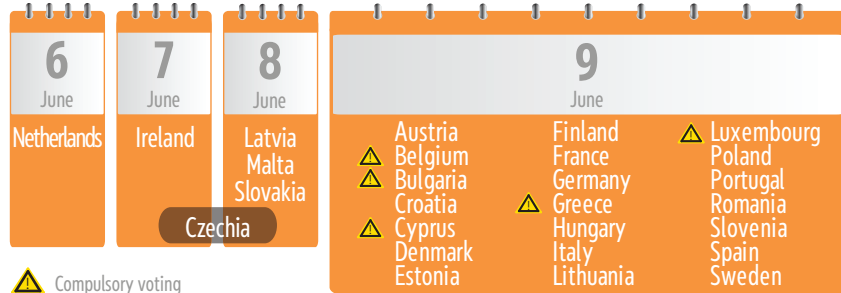 6
June
Netherlands
7
June
Ireland
8
June
Latvia
Malta
Slovakia
Czechia
9
June
Austria
Belgium
Bulgaria
Croatia
Cyprus
Denmark
Estonia
Finland
France
Germany
Greece
Hungary
Italy
Lithuania
Luxembourg
Poland
Portugal
Romania
Slovenia
Spain
Sweden
Compulsory voting